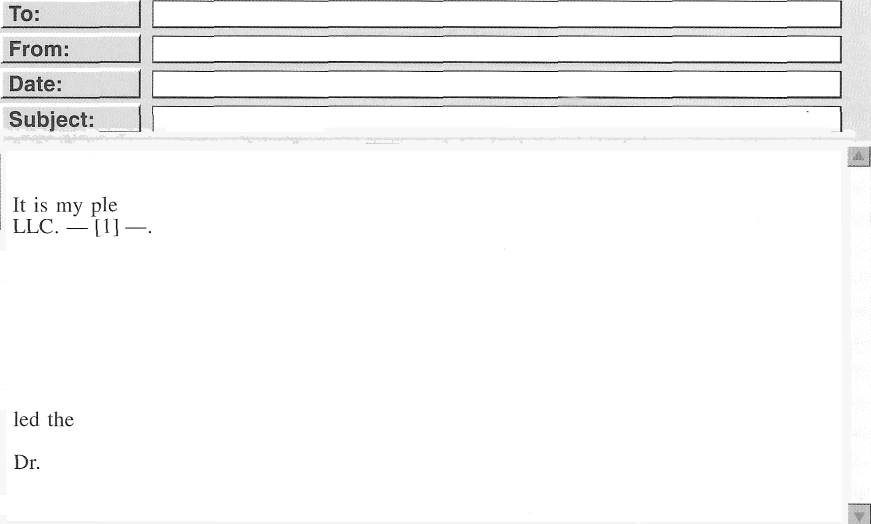 To:
From:
Date:
Subject:
It is my ple
LLC. — [1] —.
led the
Dr.